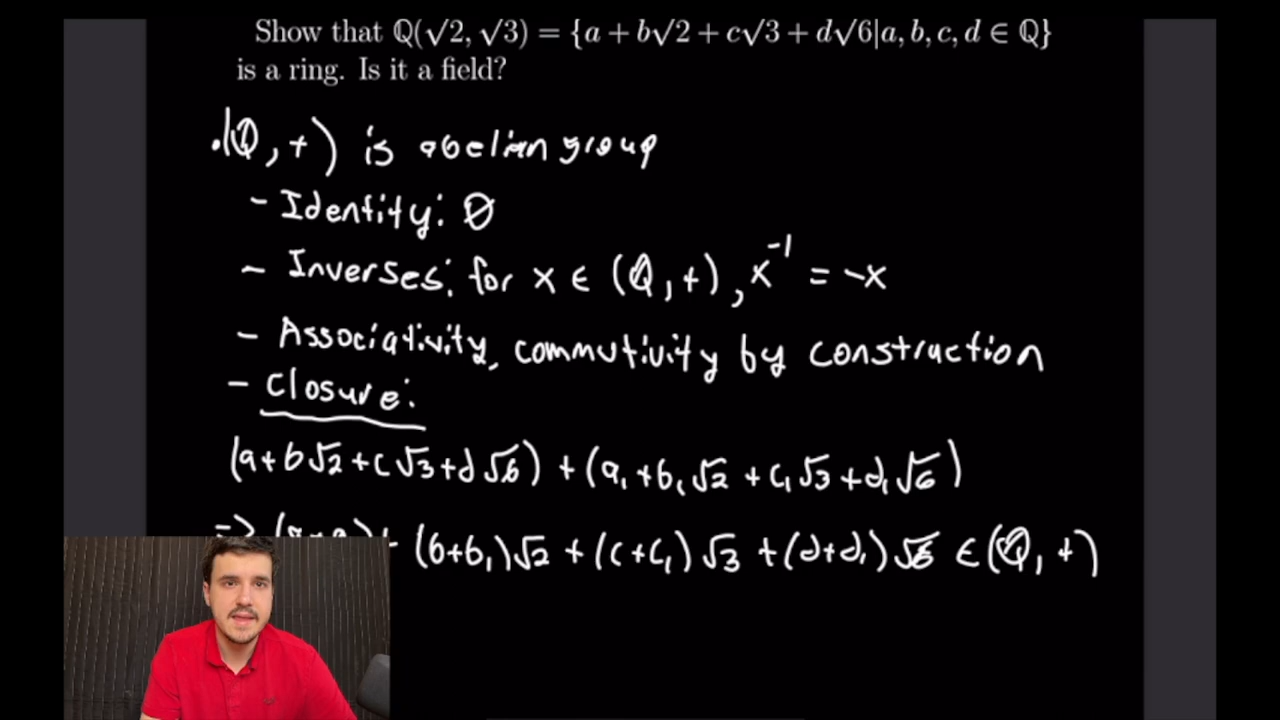 Show that ℚ(√2, √3) = {a + b√2 + c√3 + d√6|a, b, c, d ∈ ℚ}
is a ring. Is it a field?
.(ℚ, +) is abelian group
- Identity: 0
- Inverses: for x ∈ (ℚ, +), x⁻¹ = -x
- Associativity, commutivity by construction
- Closure:
(a+b√2+c√3+d√6) + (a₁+b₁√2+c₁√3+d₁√6)
(b+b₁)√2 + (c+c₁)√3 + (d+d₁)√6 ∈ (ℚ, +)